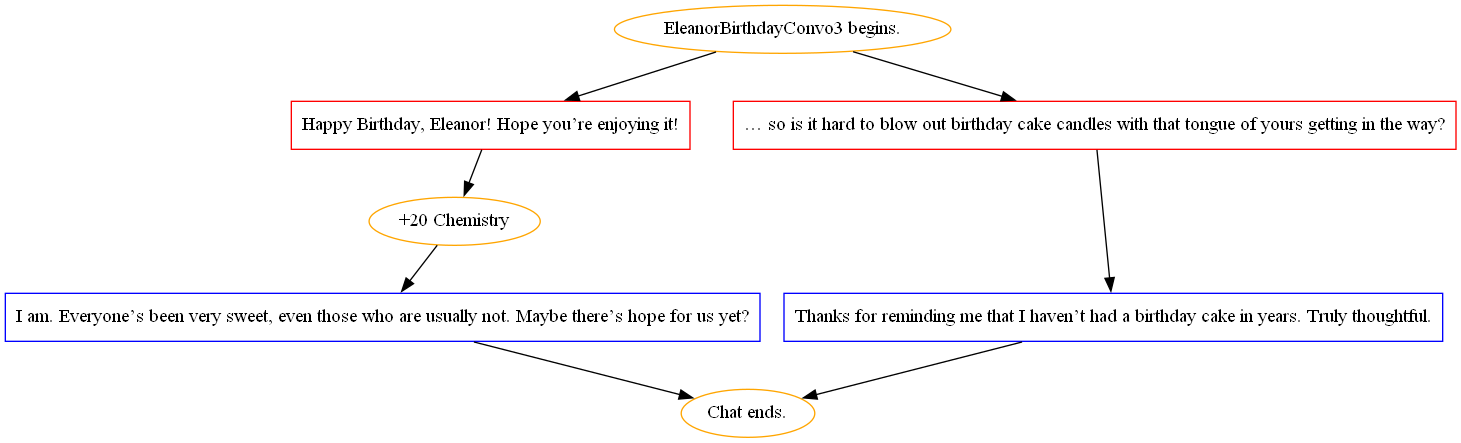 EleanorBirthdayConvo3 begins.
Happy Birthday, Eleanor! Hope you’re enjoying it!
… so is it hard to blow out birthday cake candles with that tongue of yours getting in the way?
+20 Chemistry
I am. Everyone’s been very sweet, even those who are usually not. Maybe there’s hope for us yet?
Thanks for reminding me that I haven’t had a birthday cake in years. Truly thoughtful.
Chat ends.